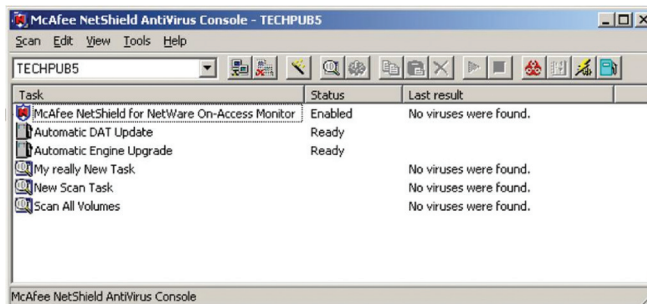 McAfee NetShield AntiVirus Console - TECHPUB5
Scan Edit View Tools Help
TECHPUB5
Task Status Last result
McAfee NetShield for NetWare On-Access Monitor Enabled No viruses were found.
Automatic DAT Update Ready
Automatic Engine Upgrade Ready
My really New Task No viruses were found.
New Scan Task No viruses were found.
Scan All Volumes No viruses were found.
McAfee NetShield AntiVirus Console